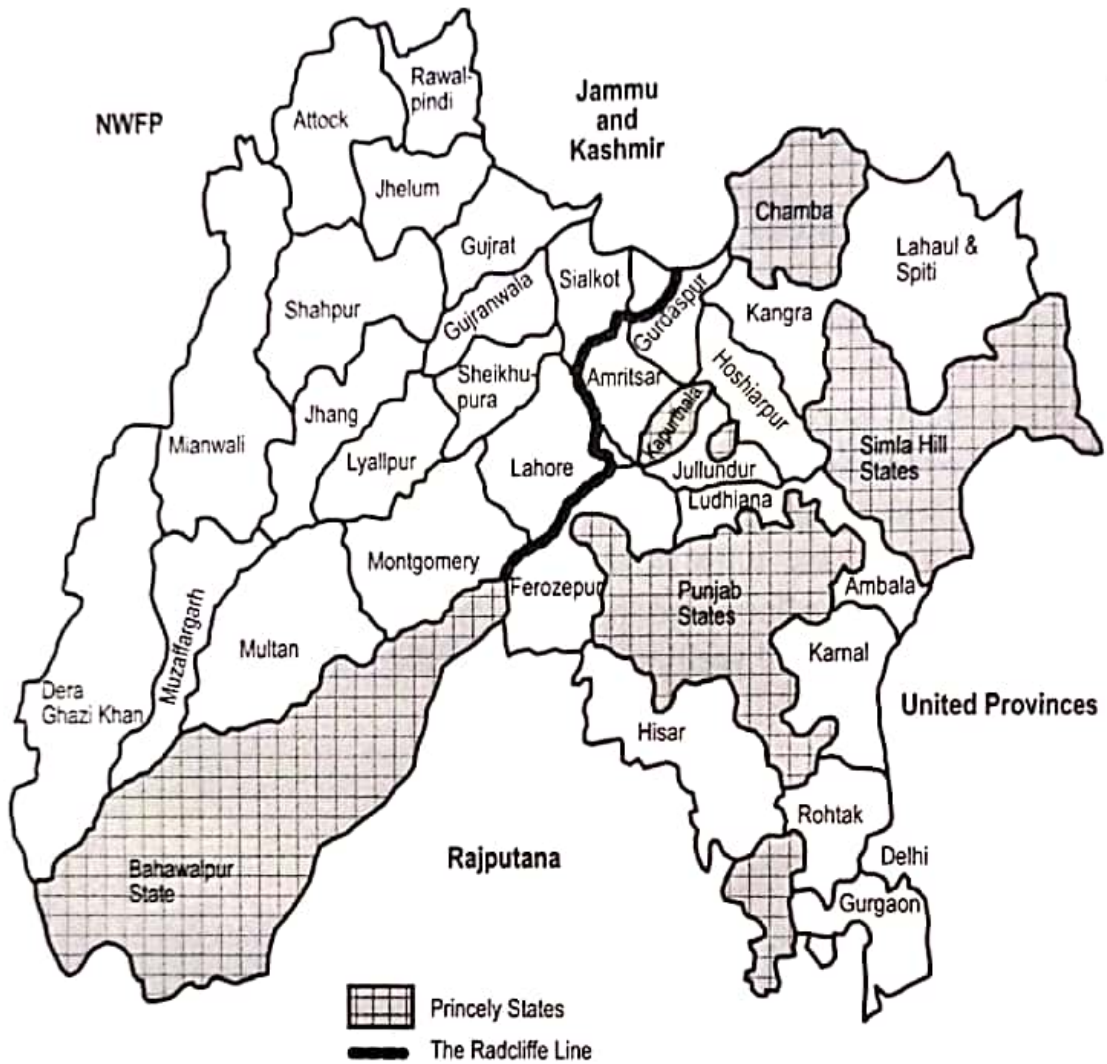 Rawal-
pindi
NWFP
Attock
Jammu
and
Kashmir
Jhelum
Chamba
Gujrat
Lahaul &
Spiti
Sialkot
Shahpur
Gujranwala
Gurdaspur
Kangra
Sheikhu-
pura
Amritsar
Hoshiarpur
Jhang
Kapurthala
Mianwali
Lyallpur
Lahore
Jullundur
Simla Hill
States
Ludhiana
Montgomery
Ferozepur
Punjab
States
Ambala
Muzaffargarh
Multan
Karnal
Dera
Ghazi Khan
United Provinces
Hisar
Rohtak
Rajputana
Delhi
Bahawalpur
State
Gurgaon
Princely States
The Radcliffe Line